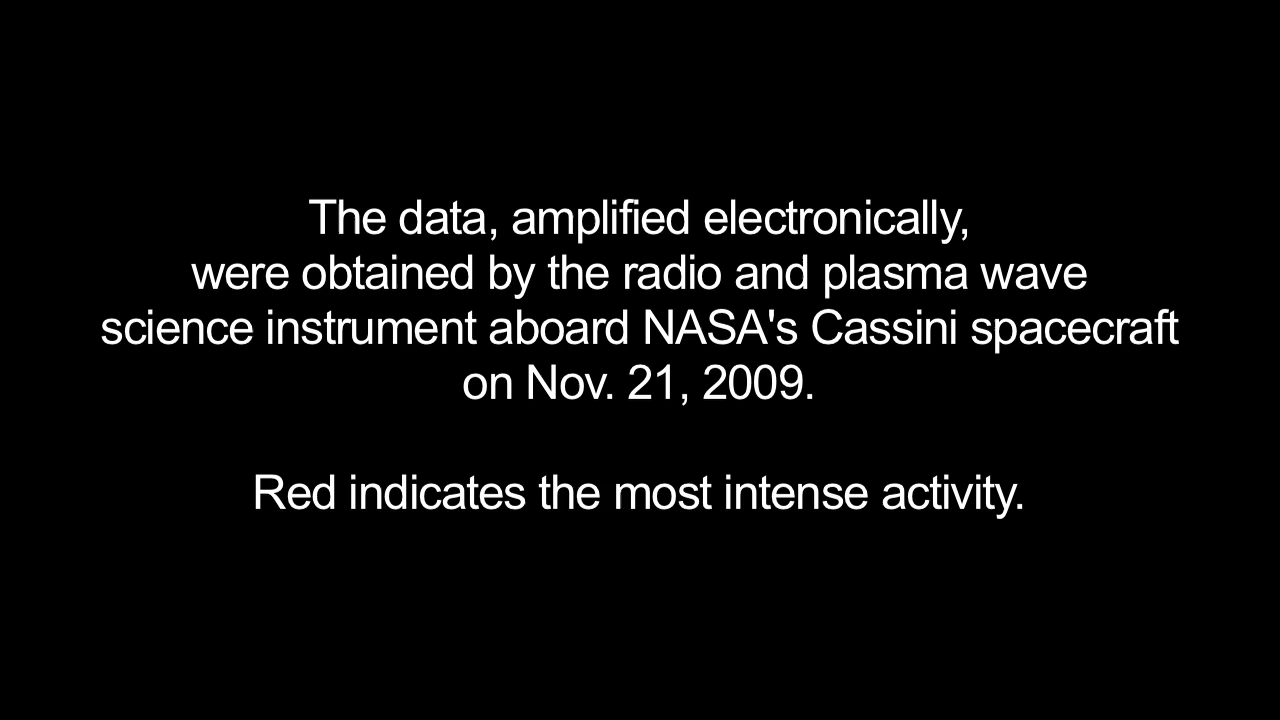 The data, amplified electronically,
were obtained by the radio and plasma wave
science instrument aboard NASA's Cassini spacecraft
on Nov. 21, 2009.
Red indicates the most intense activity.